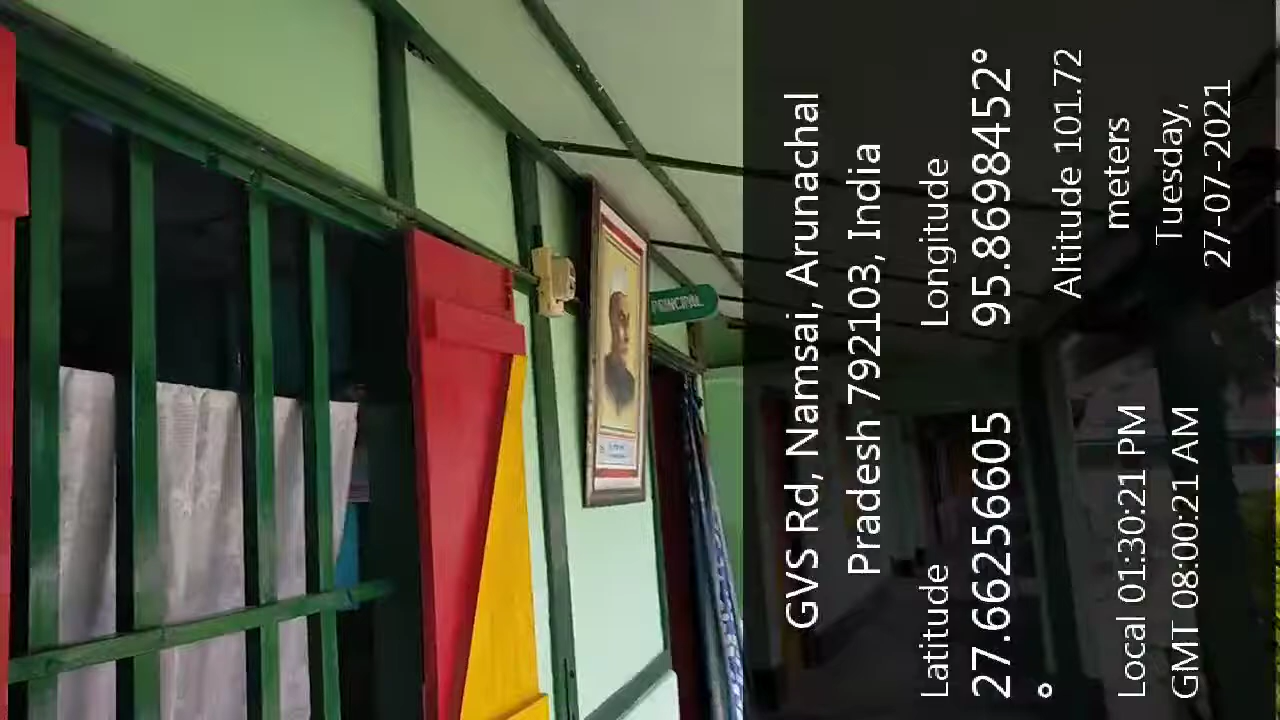 PRINCIPAL
GVS Rd, Namsai, Arunachal
Pradesh 792103, India
Latitude
27.66256605
°
Longitude
95.8698452°
Local 01:30:21 PM
GMT 08:00:21 AM
Altitude 101.72
meters
Tuesday,
27-07-2021